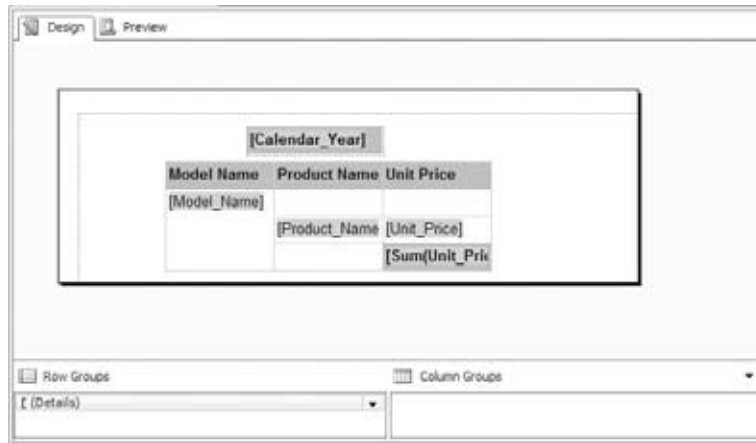 Design Preview
[Calendar_Year]
Model Name Product Name Unit Price
[Model_Name]
[Product_Name [Unit_Price]
[Sum(Unit_Pric
Row Groups Column Groups
[ (Details)